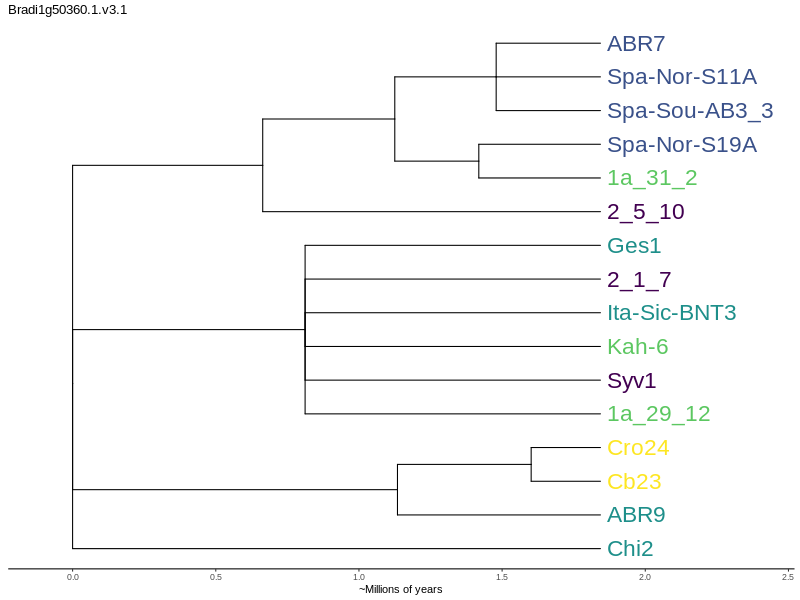 Bradi1g50360.1.v3.1
ABR7
Spa-Nor-S11A
Spa-Sou-AB3_3
Spa-Nor-S19A
1a_31_2
2_5_10
Ges1
2_1_7
Ita-Sic-BNT3
Kah-6
Syv1
1a_29_12
Cro24
Cb23
ABR9
Chi2
0.0 0.5 1.0 1.5 2.0 2.5
~Millions of years